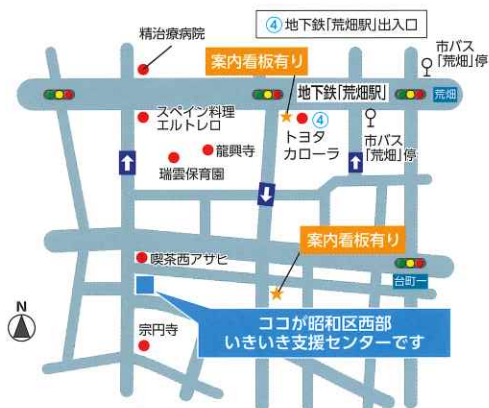 ④ 地下鉄「荒畑駅」出入口
精治療病院
案内看板有り
市バス
「荒畑」停
地下鉄「荒畑駅」
荒畑
スペイン料理
エルトレロ
④
トヨタ
カローラ
市バス
「荒畑」停
龍興寺
瑞雲保育園
案内看板有り
喫茶西アサヒ
台町一
N
ココが昭和区西部
いきいき支援センターです
宗円寺